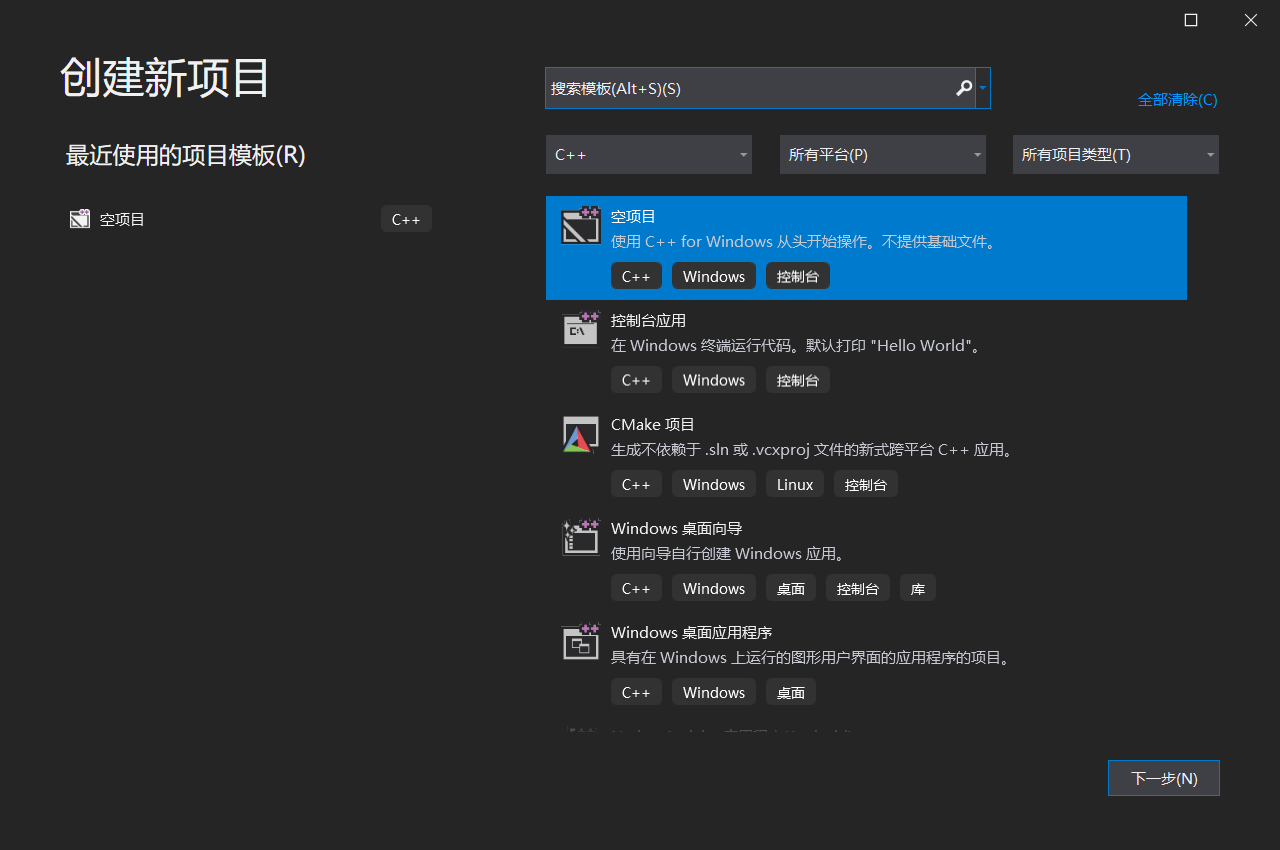 创建新项目
最近使用的项目模板(R)
空项目
C++
搜索模板(Alt+S)(S)
全部清除(C)
C++
所有平台(P)
所有项目类型(T)
空项目
使用 C++ for Windows 从头开始操作。不提供基础文件。
C++ Windows 控制台
控制台应用
在 Windows 终端运行代码。默认打印 "Hello World"。
C++ Windows 控制台
CMake 项目
生成不依赖于 .sln 或 .vcxproj 文件的新式跨平台 C++ 应用。
C++ Windows Linux 控制台
Windows 桌面向导
使用向导自行创建 Windows 应用。
C++ Windows 桌面 控制台 库
Windows 桌面应用程序
具有在 Windows 上运行的图形用户界面的应用程序的项目。
C++ Windows 桌面
下一步(N)